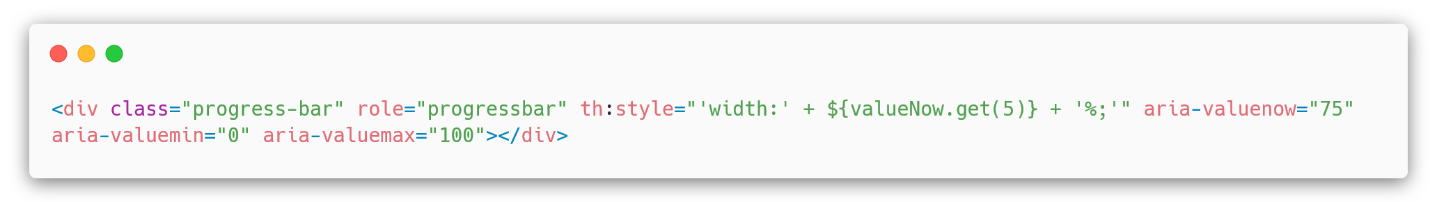 <div class="progress-bar" role="progressbar" th:style="'width:' + ${valueNow.get(5)} + '%;'" aria-valuenow="75"
aria-valuemin="0" aria-valuemax="100"></div>